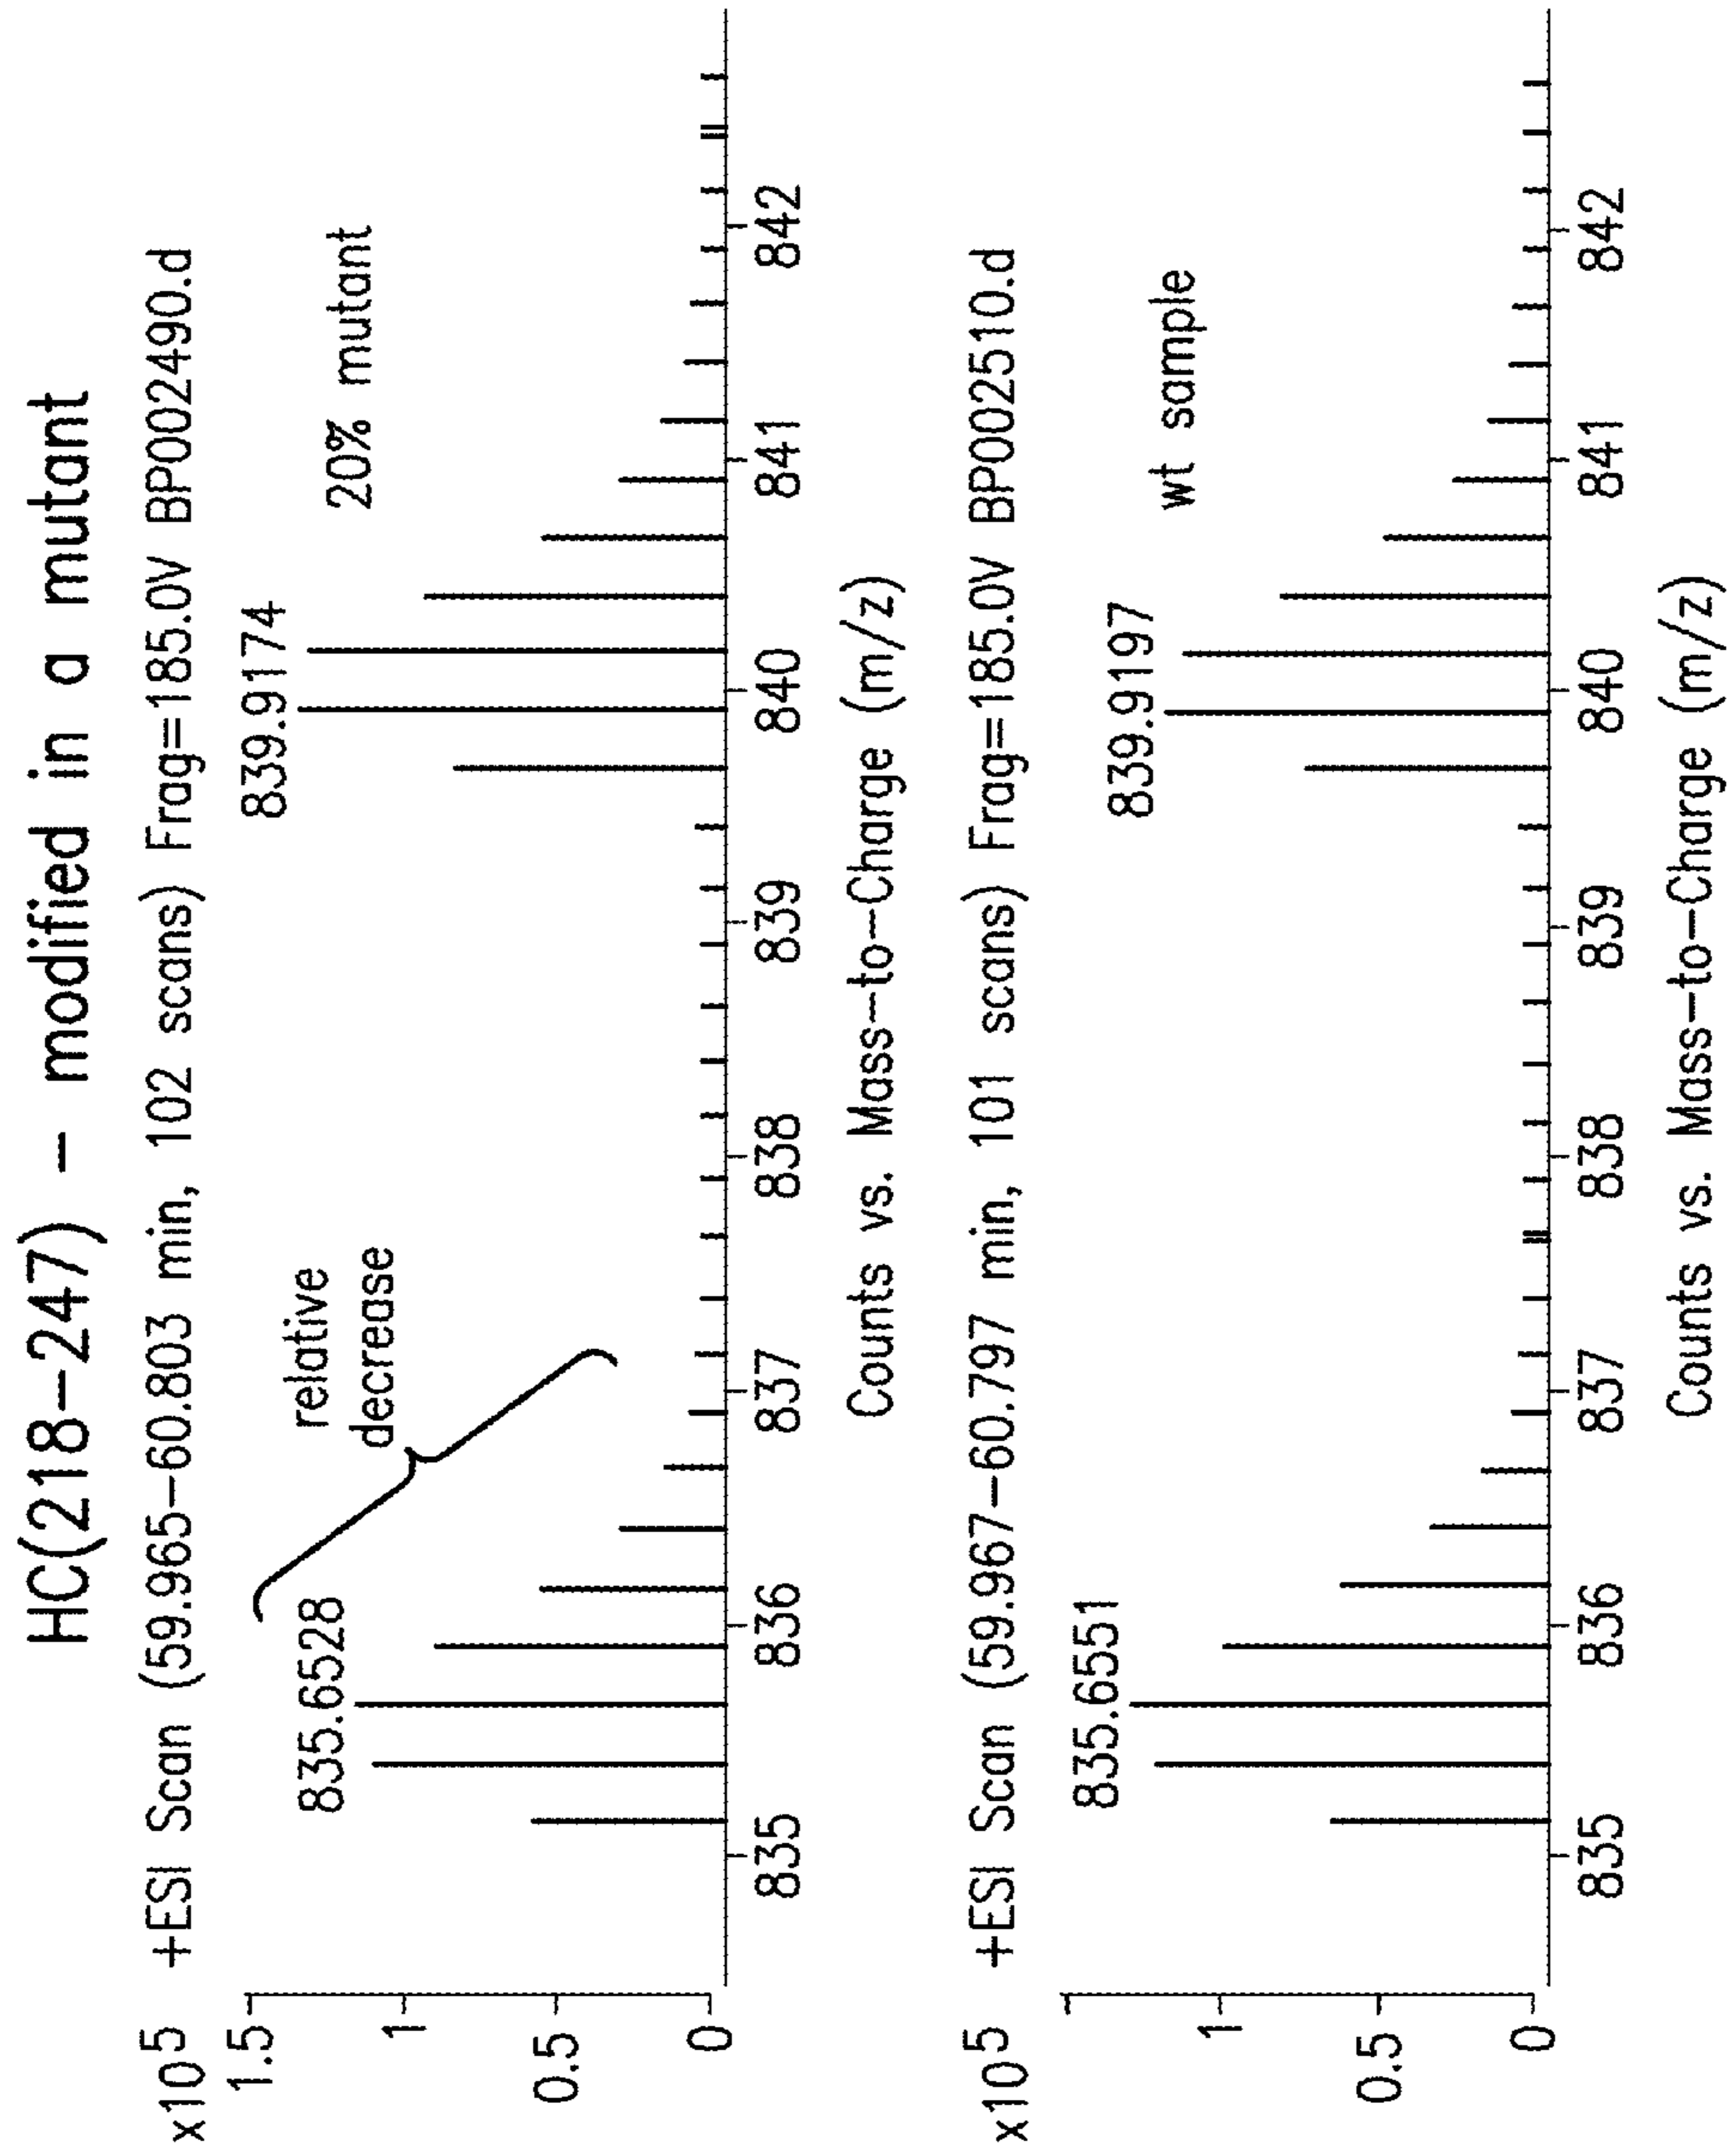 HC(218-247) - modified in a mutant
x10⁵ +ESI Scan (59.965-60.803 min, 102 scans) Frag=185.0V BP002490.d
1.5
1
0.5
0
835.6528
relative
decrease
839.9174
20% mutant
835 836 837 838 839 840 841 842
Counts vs. Mass-to-Charge (m/z)
x10⁵ +ESI Scan (59.967-60.797 min, 101 scans) Frag=185.0V BP002510.d
1
0.5
0
835.6551
839.9197
wt sample
835 836 837 838 839 840 841 842
Counts vs. Mass-to-Charge (m/z)